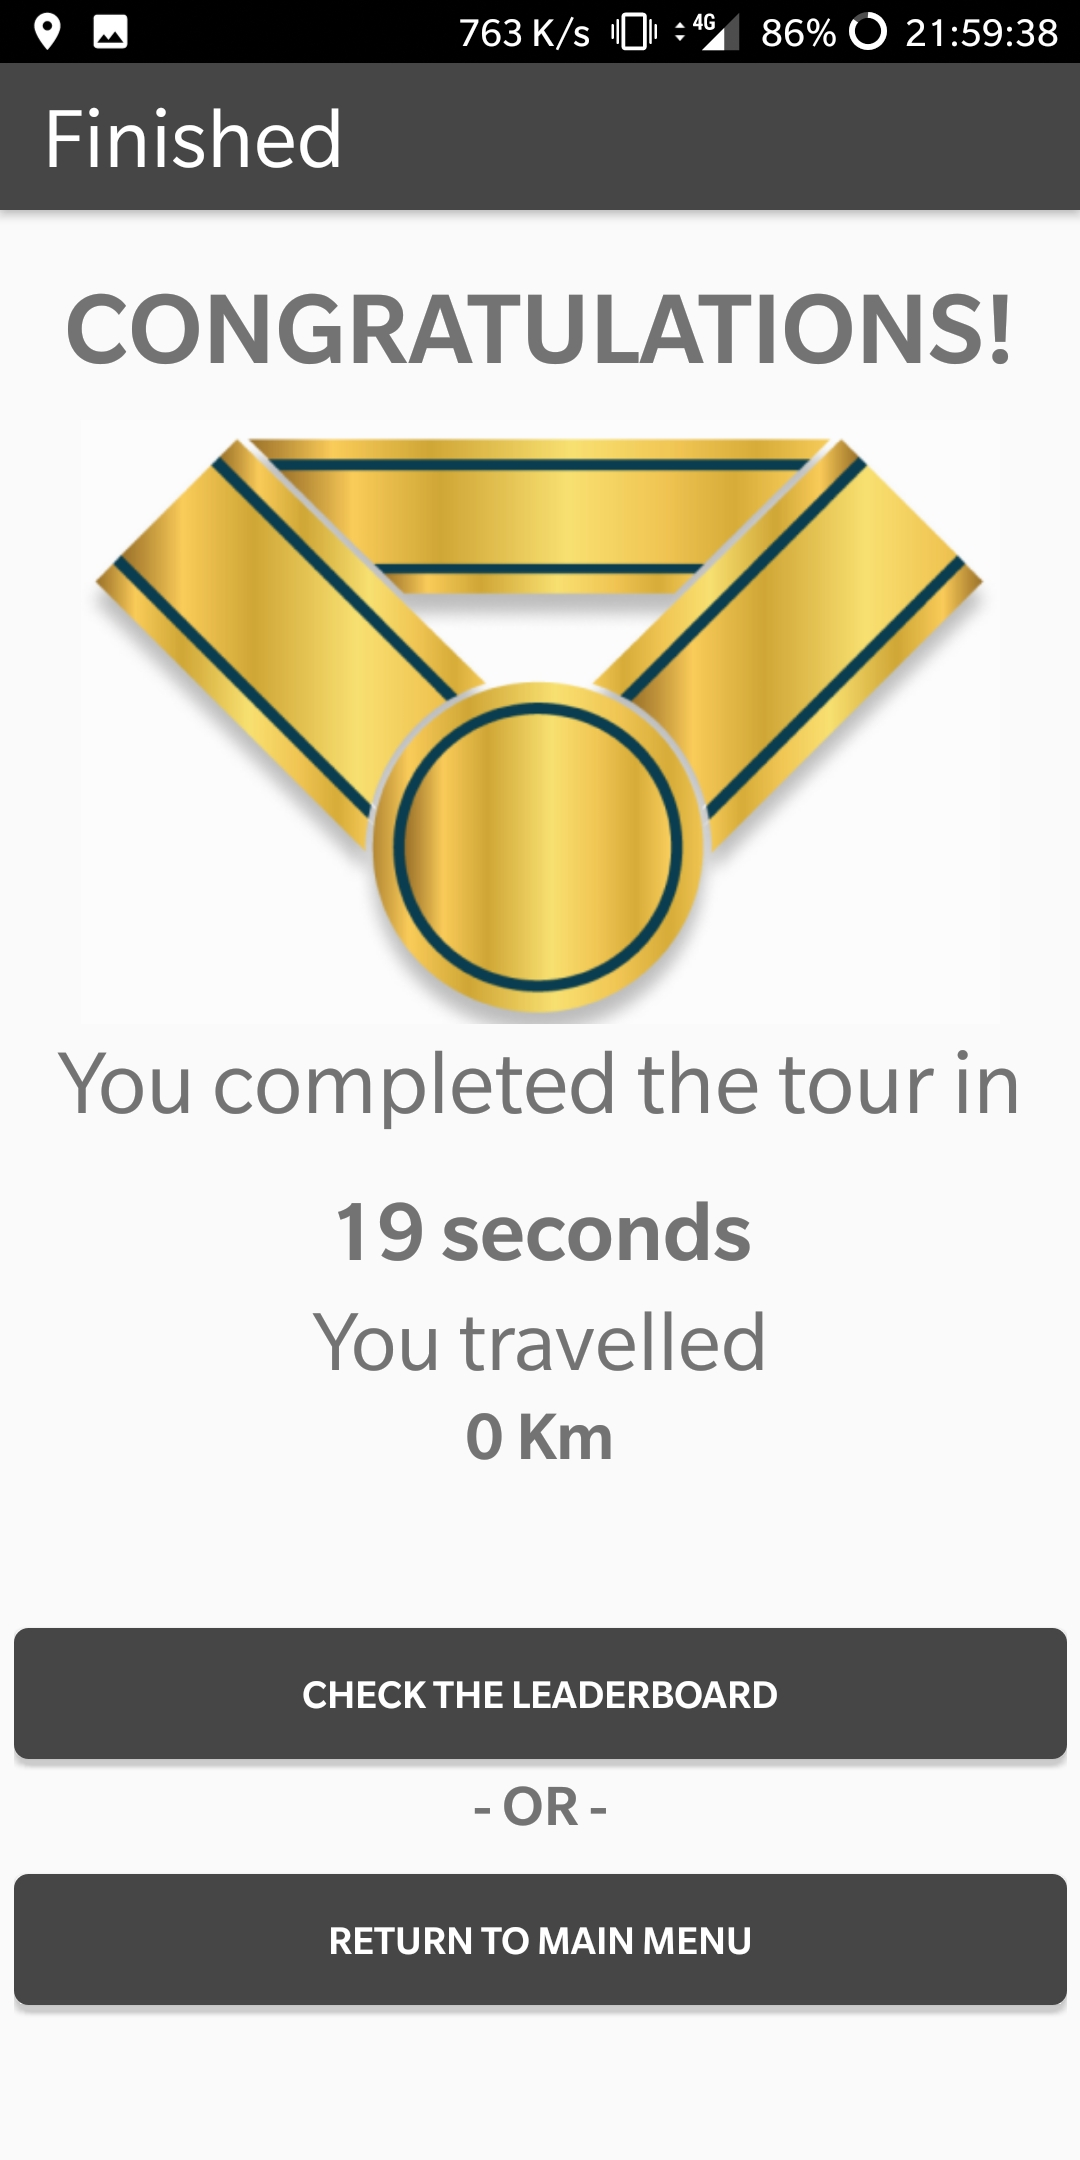 763 K/s 4G 86% 21:59:38
Finished
CONGRATULATIONS!
You completed the tour in
19 seconds
You travelled
0 Km
CHECK THE LEADERBOARD
- OR -
RETURN TO MAIN MENU